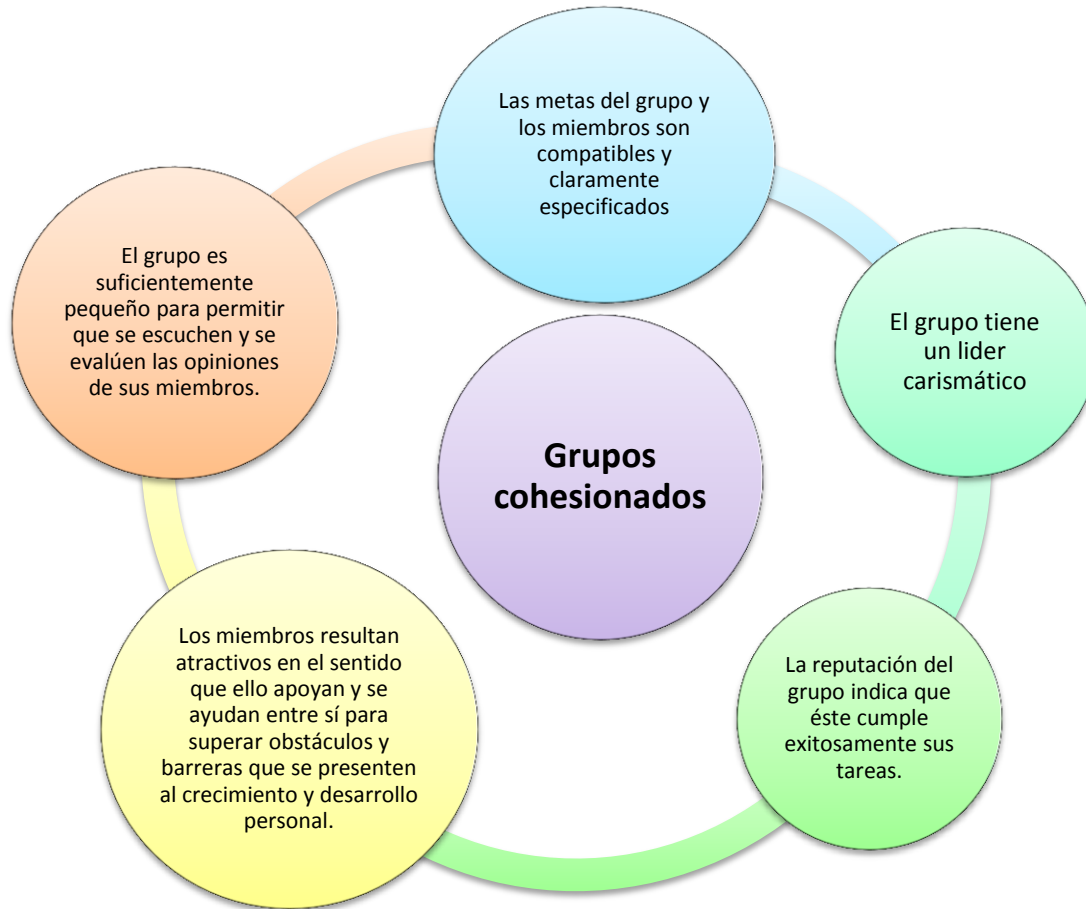 Las metas del grupo y
los miembros son
compatibles y
claramente
especificados
El grupo tiene
un lider
carismático
La reputación del
grupo indica que
éste cumple
exitosamente sus
tareas.
Los miembros resultan
atractivos en el sentido
que ello apoyan y se
ayudan entre sí para
superar obstáculos y
barreras que se presenten
al crecimiento y desarrollo
personal.
El grupo es
suficientemente
pequeño para permitir
que se escuchen y se
evalúen las opiniones
de sus miembros.
Grupos
cohesionados